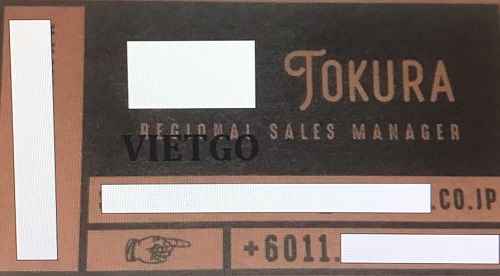 TOKURA
REGIONAL SALES MANAGER
VIETGO
.CO.JP
+6011.